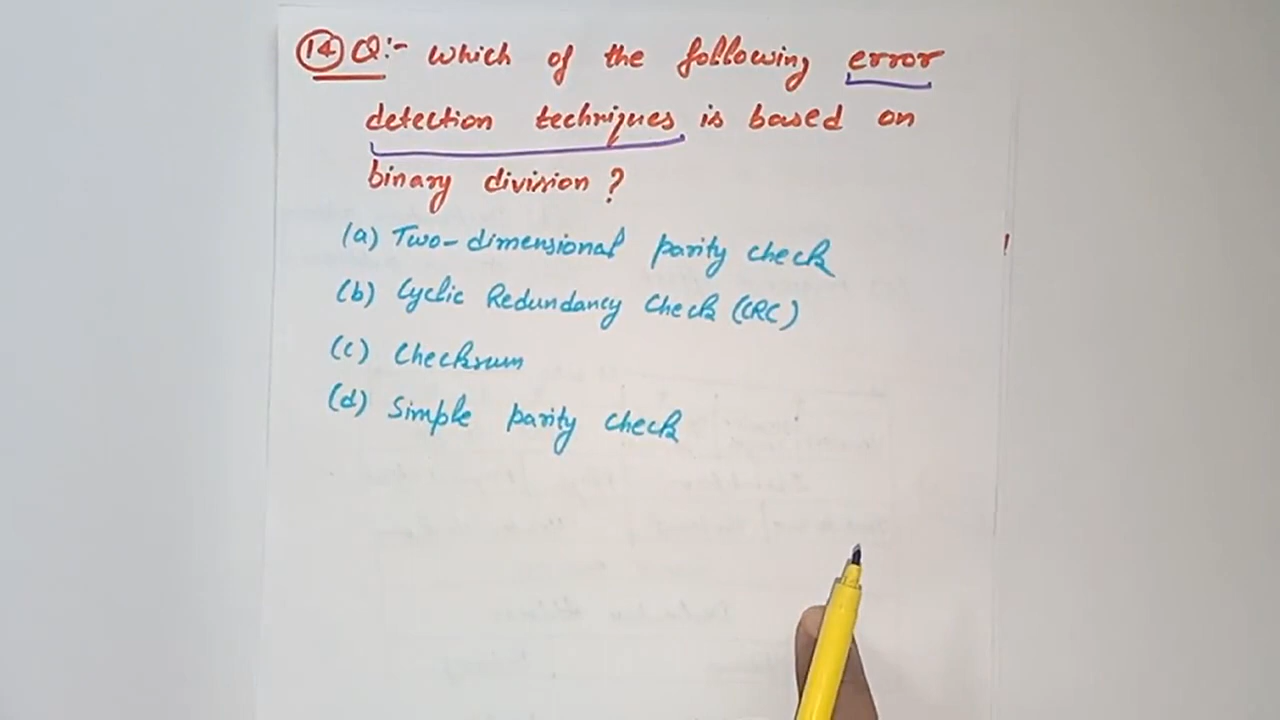 14 Q:- which of the following error
detection techniques is based on
binary division ?
(a) Two-dimensional parity check
(b) Cyclic Redundancy Check (CRC)
(c) Checksum
(d) Simple parity check